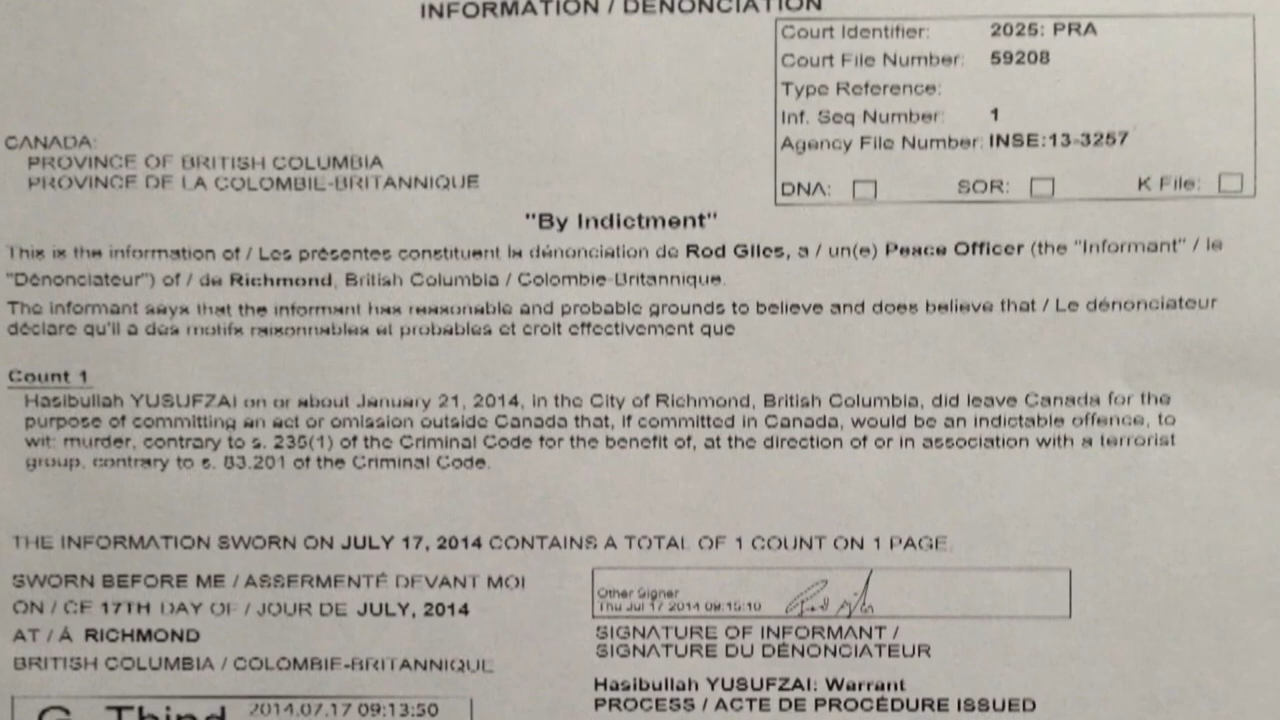 INFORMATION / DÉNONCIATION
Court Identifier: 2025: PRA
Court File Number: 59208
Type Reference:
Inf. Seq Number: 1
Agency File Number: INSE:13-3257
DNA: SOR: K File:
CANADA:
PROVINCE OF BRITISH COLUMBIA
PROVINCE DE LA COLOMBIE-BRITANNIQUE
"By Indictment"
This is the information of / Les présentes constituent la dénonciation de Rod Giles, a / un(e) Peace Officer (the "Informant" / le
"Dénonciateur") of / de Richmond, British Columbia / Colombie-Britannique.
The informant says that the informant has reasonable and probable grounds to believe and does believe that / Le dénonciateur
déclare qu'il a des motifs raisonnables et probables et croit effectivement que
Count 1
Hasibullah YUSUFZAI on or about January 21, 2014, in the City of Richmond, British Columbia, did leave Canada for the
purpose of committing an act or omission outside Canada that, if committed in Canada, would be an indictable offence, to
wit: murder, contrary to s. 235(1) of the Criminal Code for the benefit of, at the direction of or in association with a terrorist
group, contrary to s. 83.201 of the Criminal Code.
THE INFORMATION SWORN ON JULY 17, 2014 CONTAINS A TOTAL OF 1 COUNT ON 1 PAGE.
SWORN BEFORE ME / ASSERMENTÉ DEVANT MOI
ON / CE 17TH DAY OF / JOUR DE JULY, 2014
AT / À RICHMOND
BRITISH COLUMBIA / COLOMBIE-BRITANNIQUE
Other Signer
Thu Jul 17 2014 09:15:10
SIGNATURE OF INFORMANT /
SIGNATURE DU DÉNONCIATEUR
Hasibullah YUSUFZAI: Warrant
PROCESS / ACTE DE PROCÉDURE ISSUED
G. Thind 2014.07.17 09:13:50